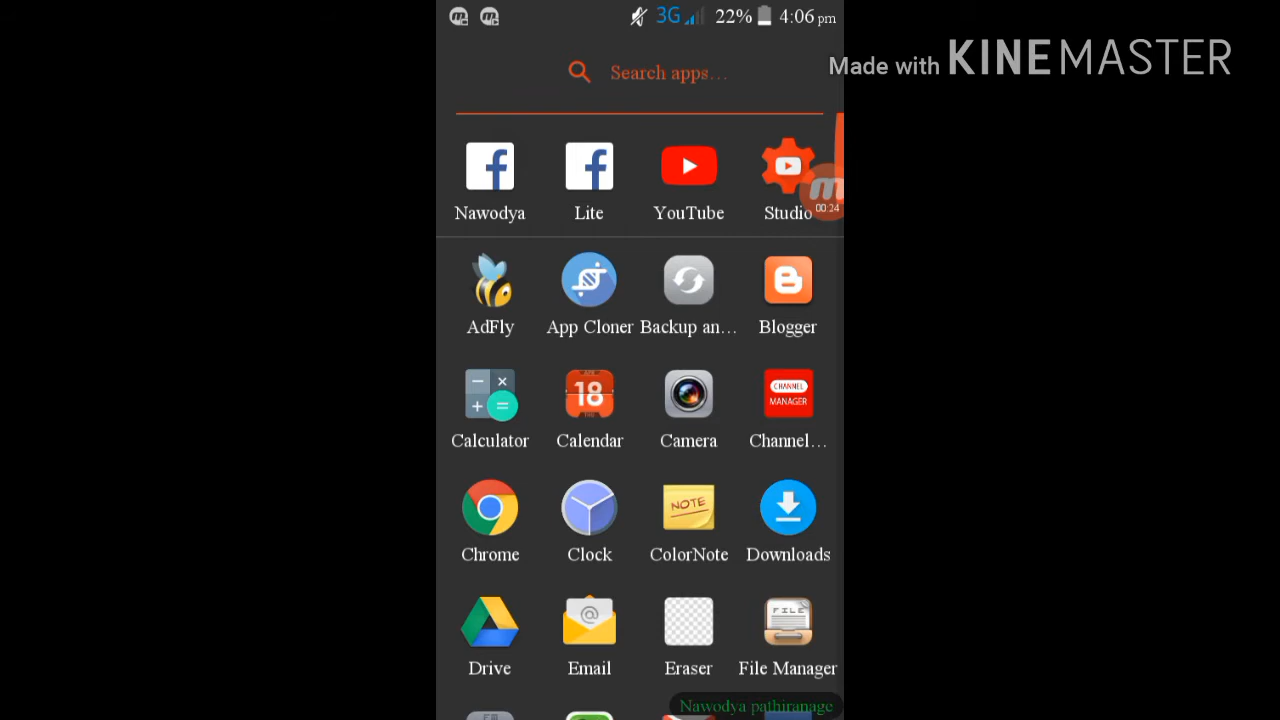 3G 22% 4:06 pm
Made with KINEMASTER
Search apps...
Nawodya Lite YouTube Studio
00:24
AdFly App Cloner Backup an... Blogger
CHANNEL
MANAGER
18
Calculator Calendar Camera Channel...
NOTE
Chrome Clock ColorNote Downloads
FILE
@
Drive Email Eraser File Manager
Nawodya pathiranage